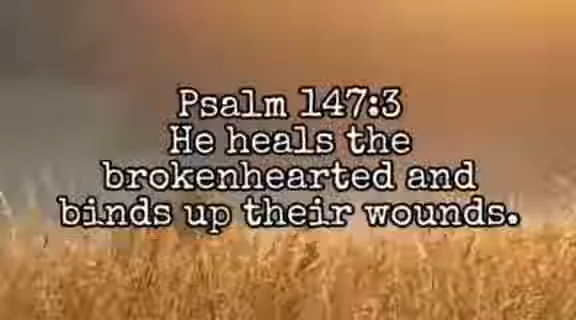 Psalm 147:3
He heals the
brokenhearted and
binds up their wounds.